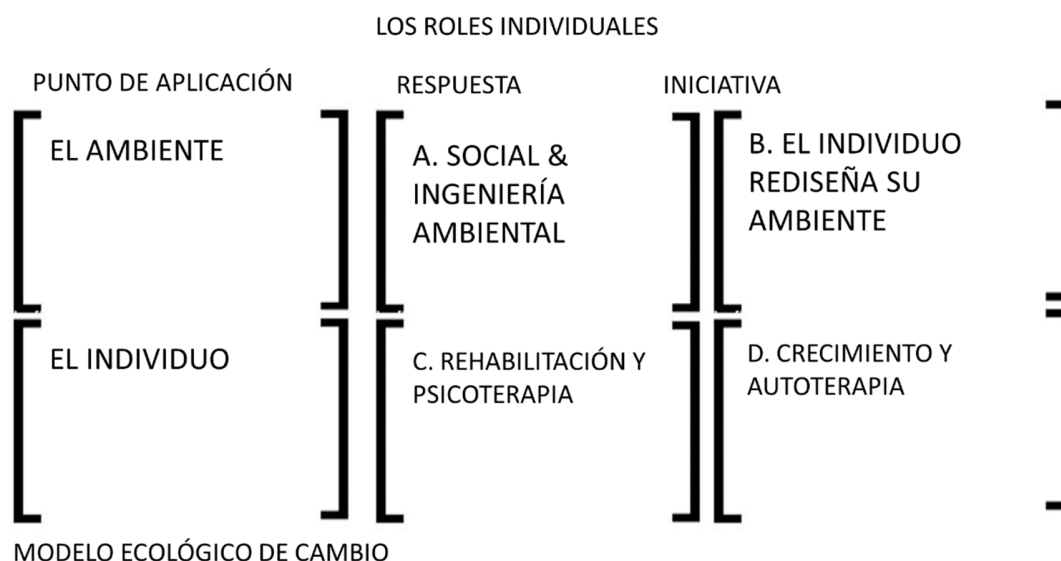 LOS ROLES INDIVIDUALES
PUNTO DE APLICACIÓN
RESPUESTA
INICIATIVA
EL AMBIENTE
A. SOCIAL &
INGENIERÍA
AMBIENTAL
B. EL INDIVIDUO
REDISEÑA SU
AMBIENTE
EL INDIVIDUO
C. REHABILITACIÓN Y
PSICOTERAPIA
D. CRECIMIENTO Y
AUTOTERAPIA
MODELO ECOLÓGICO DE CAMBIO